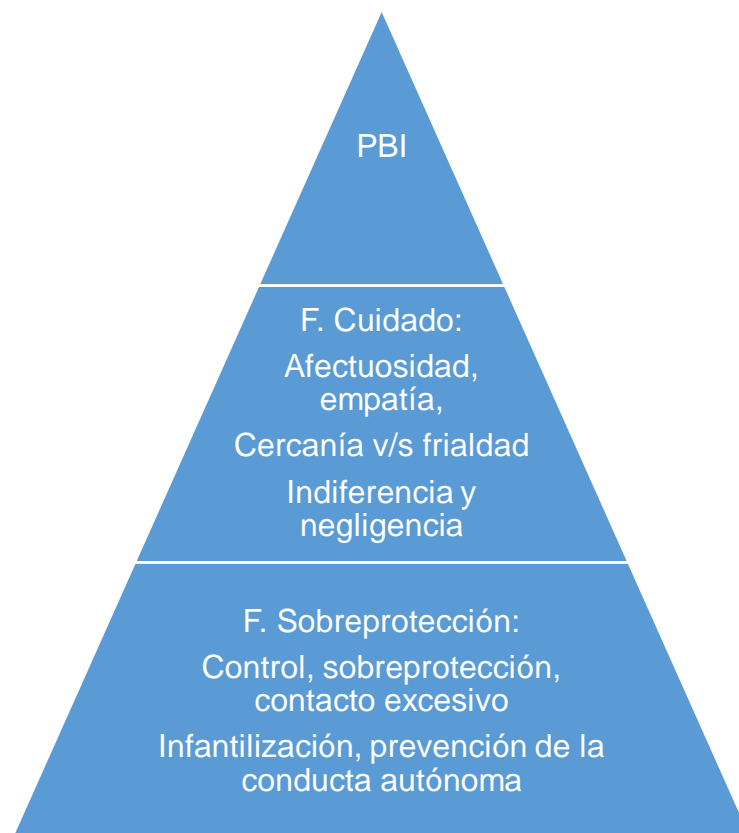 PBI
F. Cuidado:
Afectuosidad,
empatía,
Cercanía v/s frialdad
Indiferencia y
negligencia
F. Sobreprotección:
Control, sobreprotección,
contacto excesivo
Infantilización, prevención de la
conducta autónoma